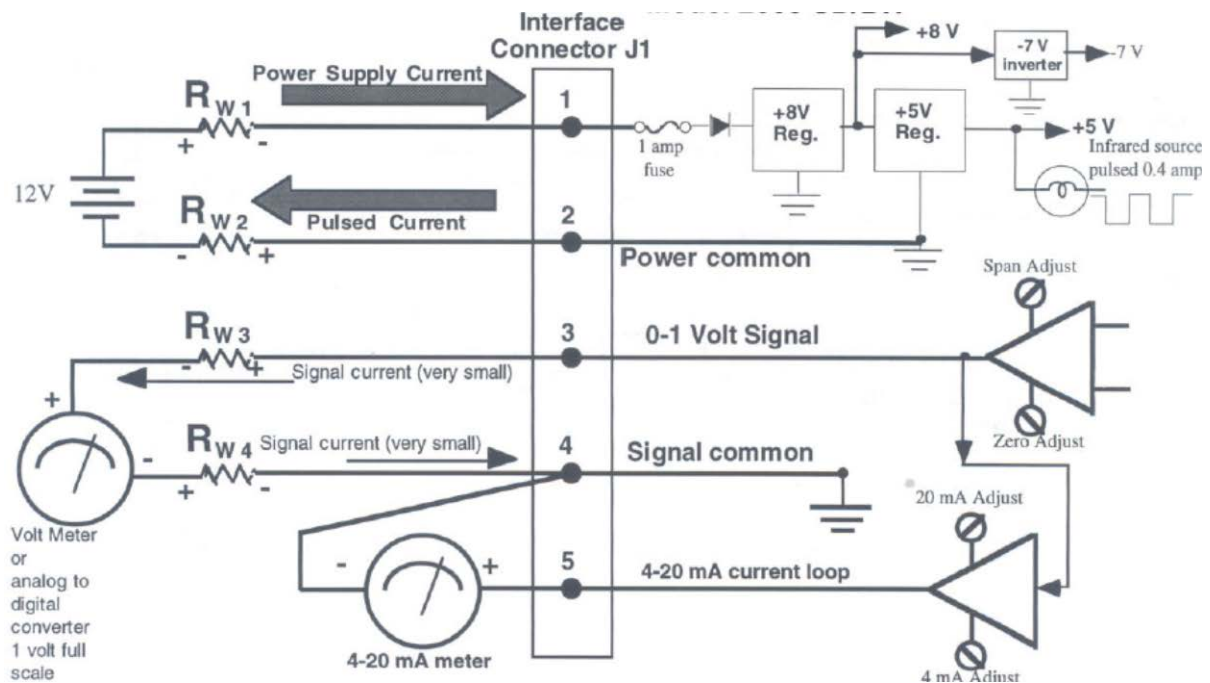 Interface
Connector J1
Power Supply Current
+8 V
-7 V
inverter
-7 V
R W1
1
+8V
Reg.
+5V
Reg.
+5 V
+ -
1 amp
fuse
Infrared source
pulsed 0.4 amp
12V
Pulsed Current
R W2
2
- +
Power common
Span Adjust
R W3
3
0-1 Volt Signal
- +
Signal current (very small)
+
Zero Adjust
R W4
Signal current (very small)
4
Signal common
-
+ -
20 mA Adjust
Volt Meter
or
analog to
digital
converter
1 volt full
scale
- +
5
4-20 mA current loop
4-20 mA meter
4 mA Adjust